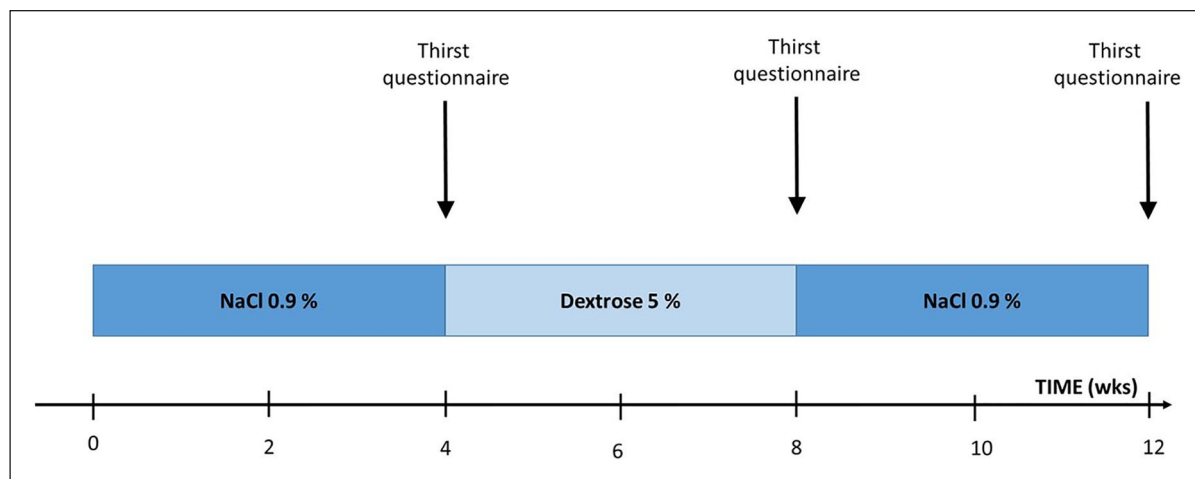 Thirst
questionnaire
Thirst
questionnaire
Thirst
questionnaire
NaCl 0.9 %
Dextrose 5 %
NaCl 0.9 %
TIME (wks)
0
2
4
6
8
10
12